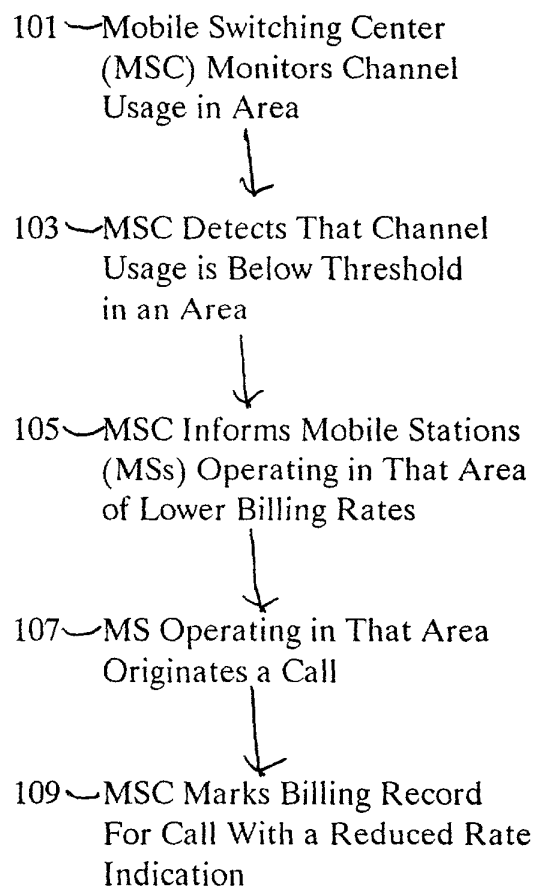 101 Mobile Switching Center
(MSC) Monitors Channel
Usage in Area
103 MSC Detects That Channel
Usage is Below Threshold
in an Area
105 MSC Informs Mobile Stations
(MSs) Operating in That Area
of Lower Billing Rates
107 MS Operating in That Area
Originates a Call
109 MSC Marks Billing Record
For Call With a Reduced Rate
Indication